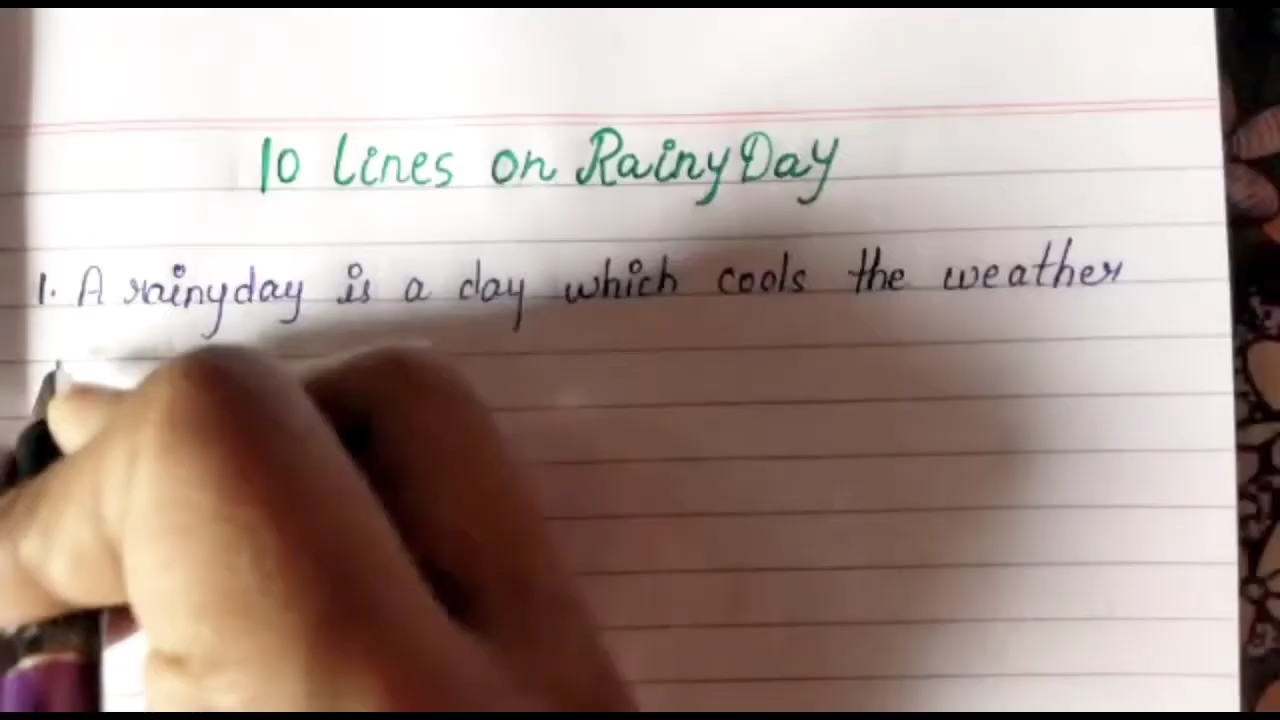 10 Lines on Rainy Day
1. A rainyday is a day which cools the weather